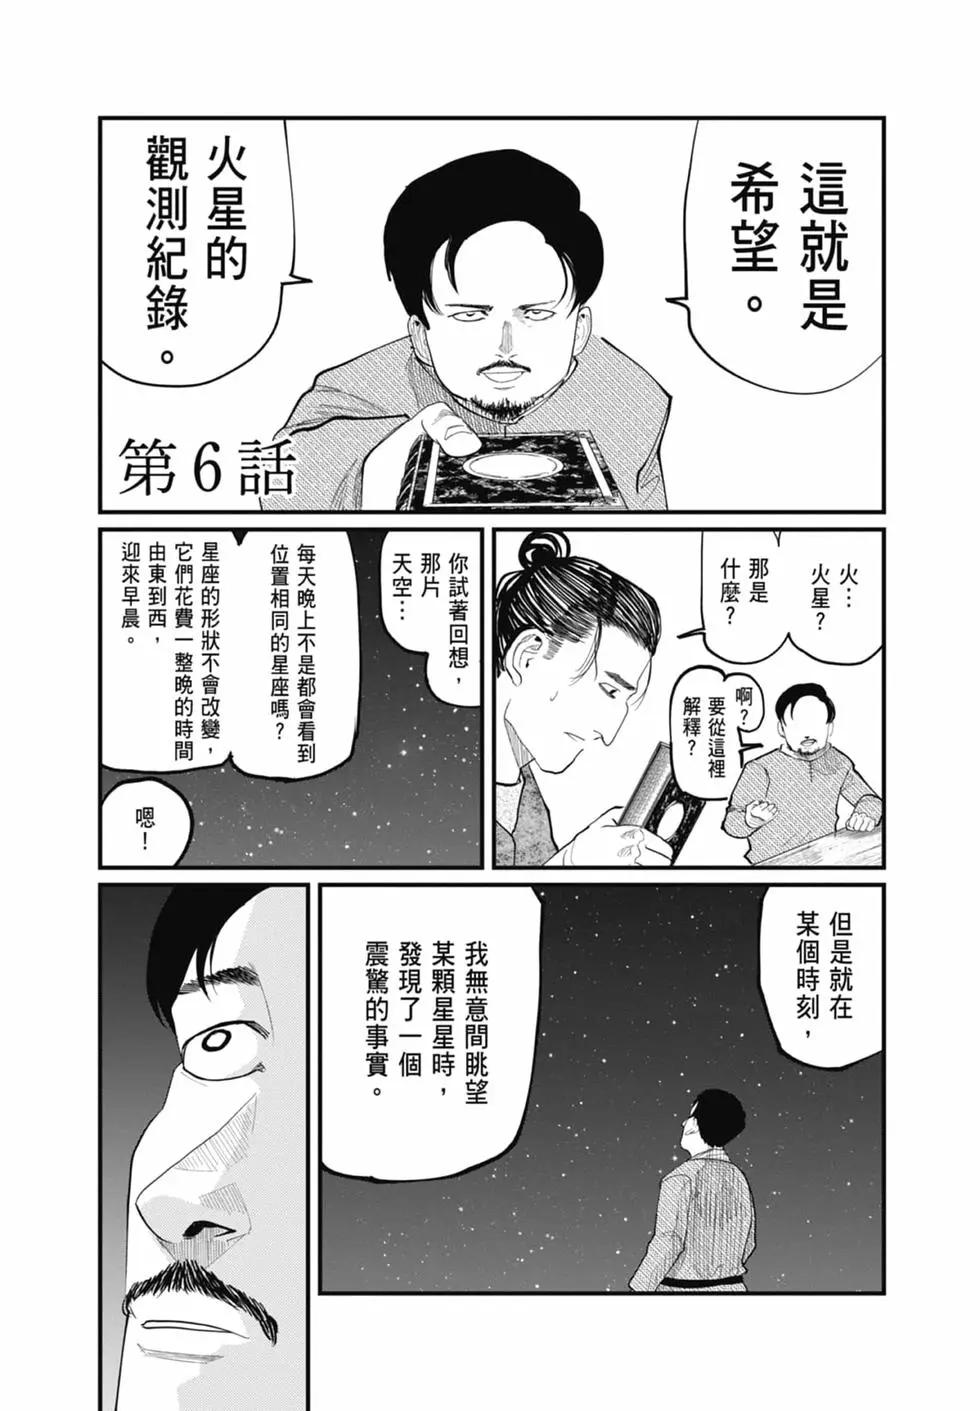 這就是
希望。
火星的
觀測紀錄。
第6話
火…
火星?
那是
什麼?
啊?
要從這裡
解釋?
你試著回想,
那片
天空…
每天晚上不是都會看到
位置相同的星座嗎?
星座的形狀不會改變,
它們花費一整晚的時間
由東到西,
迎來早晨。
嗯!
但是就在
某個時刻,
我無意間眺望
某顆星星時,
發現了一個
震驚的事實。